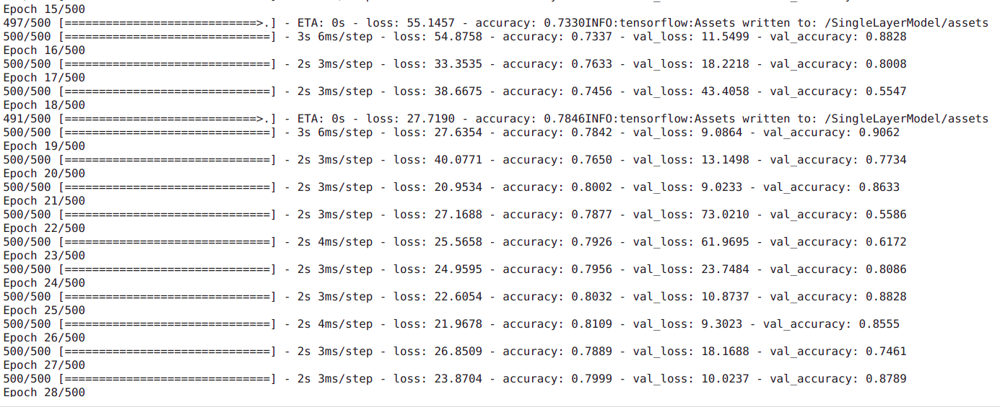 Epoch 15/500
497/500 [============================>.] - ETA: 0s - loss: 55.1457 - accuracy: 0.7330INFO:tensorflow:Assets written to: /SingleLayerModel/assets
500/500 [==============================] - 3s 6ms/step - loss: 54.8758 - accuracy: 0.7337 - val_loss: 11.5499 - val_accuracy: 0.8828
Epoch 16/500
500/500 [==============================] - 2s 3ms/step - loss: 33.3535 - accuracy: 0.7633 - val_loss: 18.2218 - val_accuracy: 0.8008
Epoch 17/500
500/500 [==============================] - 2s 3ms/step - loss: 38.6675 - accuracy: 0.7456 - val_loss: 43.4058 - val_accuracy: 0.5547
Epoch 18/500
491/500 [============================>.] - ETA: 0s - loss: 27.7190 - accuracy: 0.7846INFO:tensorflow:Assets written to: /SingleLayerModel/assets
500/500 [==============================] - 3s 6ms/step - loss: 27.6354 - accuracy: 0.7842 - val_loss: 9.0864 - val_accuracy: 0.9062
Epoch 19/500
500/500 [==============================] - 2s 3ms/step - loss: 40.0771 - accuracy: 0.7650 - val_loss: 13.1498 - val_accuracy: 0.7734
Epoch 20/500
500/500 [==============================] - 2s 3ms/step - loss: 20.9534 - accuracy: 0.8002 - val_loss: 9.0233 - val_accuracy: 0.8633
Epoch 21/500
500/500 [==============================] - 2s 3ms/step - loss: 27.1688 - accuracy: 0.7877 - val_loss: 73.0210 - val_accuracy: 0.5586
Epoch 22/500
500/500 [==============================] - 2s 4ms/step - loss: 25.5658 - accuracy: 0.7926 - val_loss: 61.9695 - val_accuracy: 0.6172
Epoch 23/500
500/500 [==============================] - 2s 3ms/step - loss: 24.9595 - accuracy: 0.7956 - val_loss: 23.7484 - val_accuracy: 0.8086
Epoch 24/500
500/500 [==============================] - 2s 3ms/step - loss: 22.6054 - accuracy: 0.8032 - val_loss: 10.8737 - val_accuracy: 0.8828
Epoch 25/500
500/500 [==============================] - 2s 4ms/step - loss: 21.9678 - accuracy: 0.8109 - val_loss: 9.3023 - val_accuracy: 0.8555
Epoch 26/500
500/500 [==============================] - 2s 3ms/step - loss: 26.8509 - accuracy: 0.7889 - val_loss: 18.1688 - val_accuracy: 0.7461
Epoch 27/500
500/500 [==============================] - 2s 3ms/step - loss: 23.8704 - accuracy: 0.7999 - val_loss: 10.0237 - val_accuracy: 0.8789
Epoch 28/500